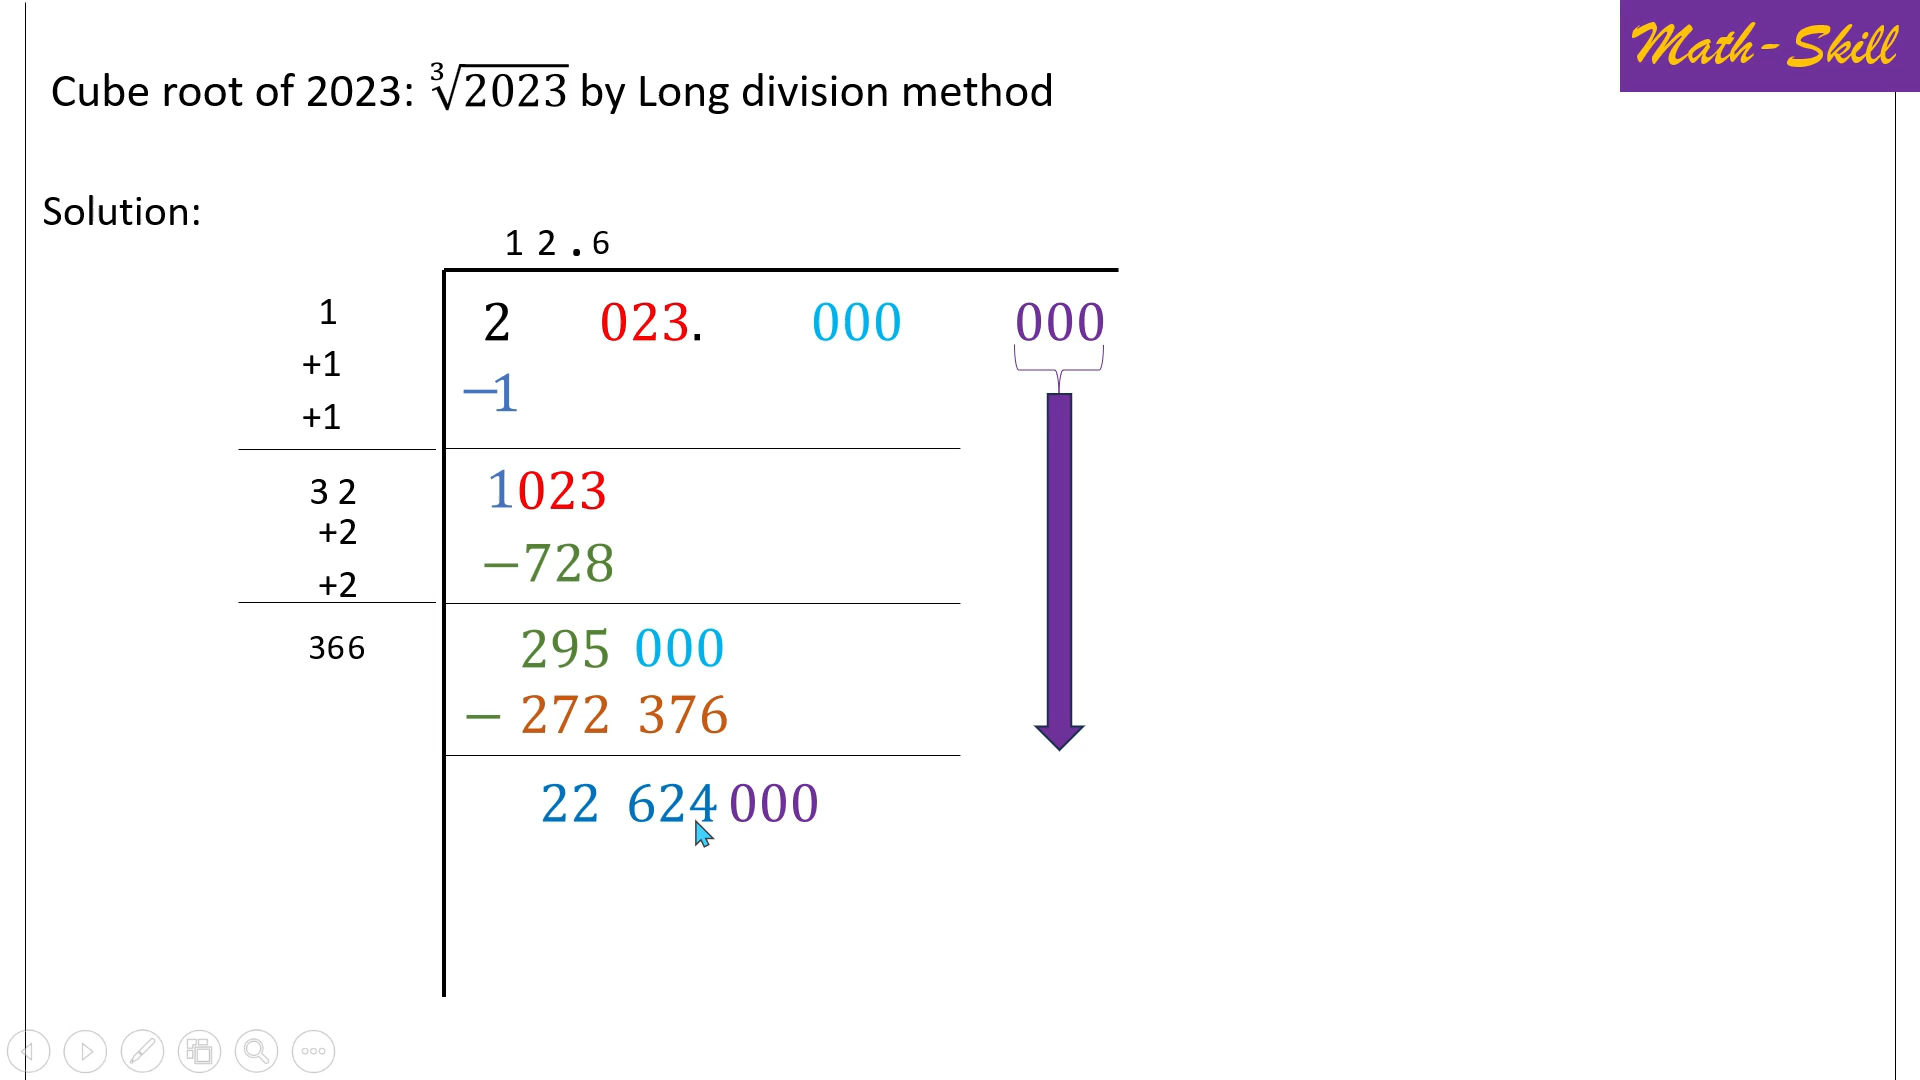 Math-Skill
Cube root of 2023: ∛2023 by Long division method
Solution:
1 2 . 6
1 2 023. 000 000
+1 −1
+1
3 2 1023
+2 −728
+2
366 295 000
− 272 376
22 624 000